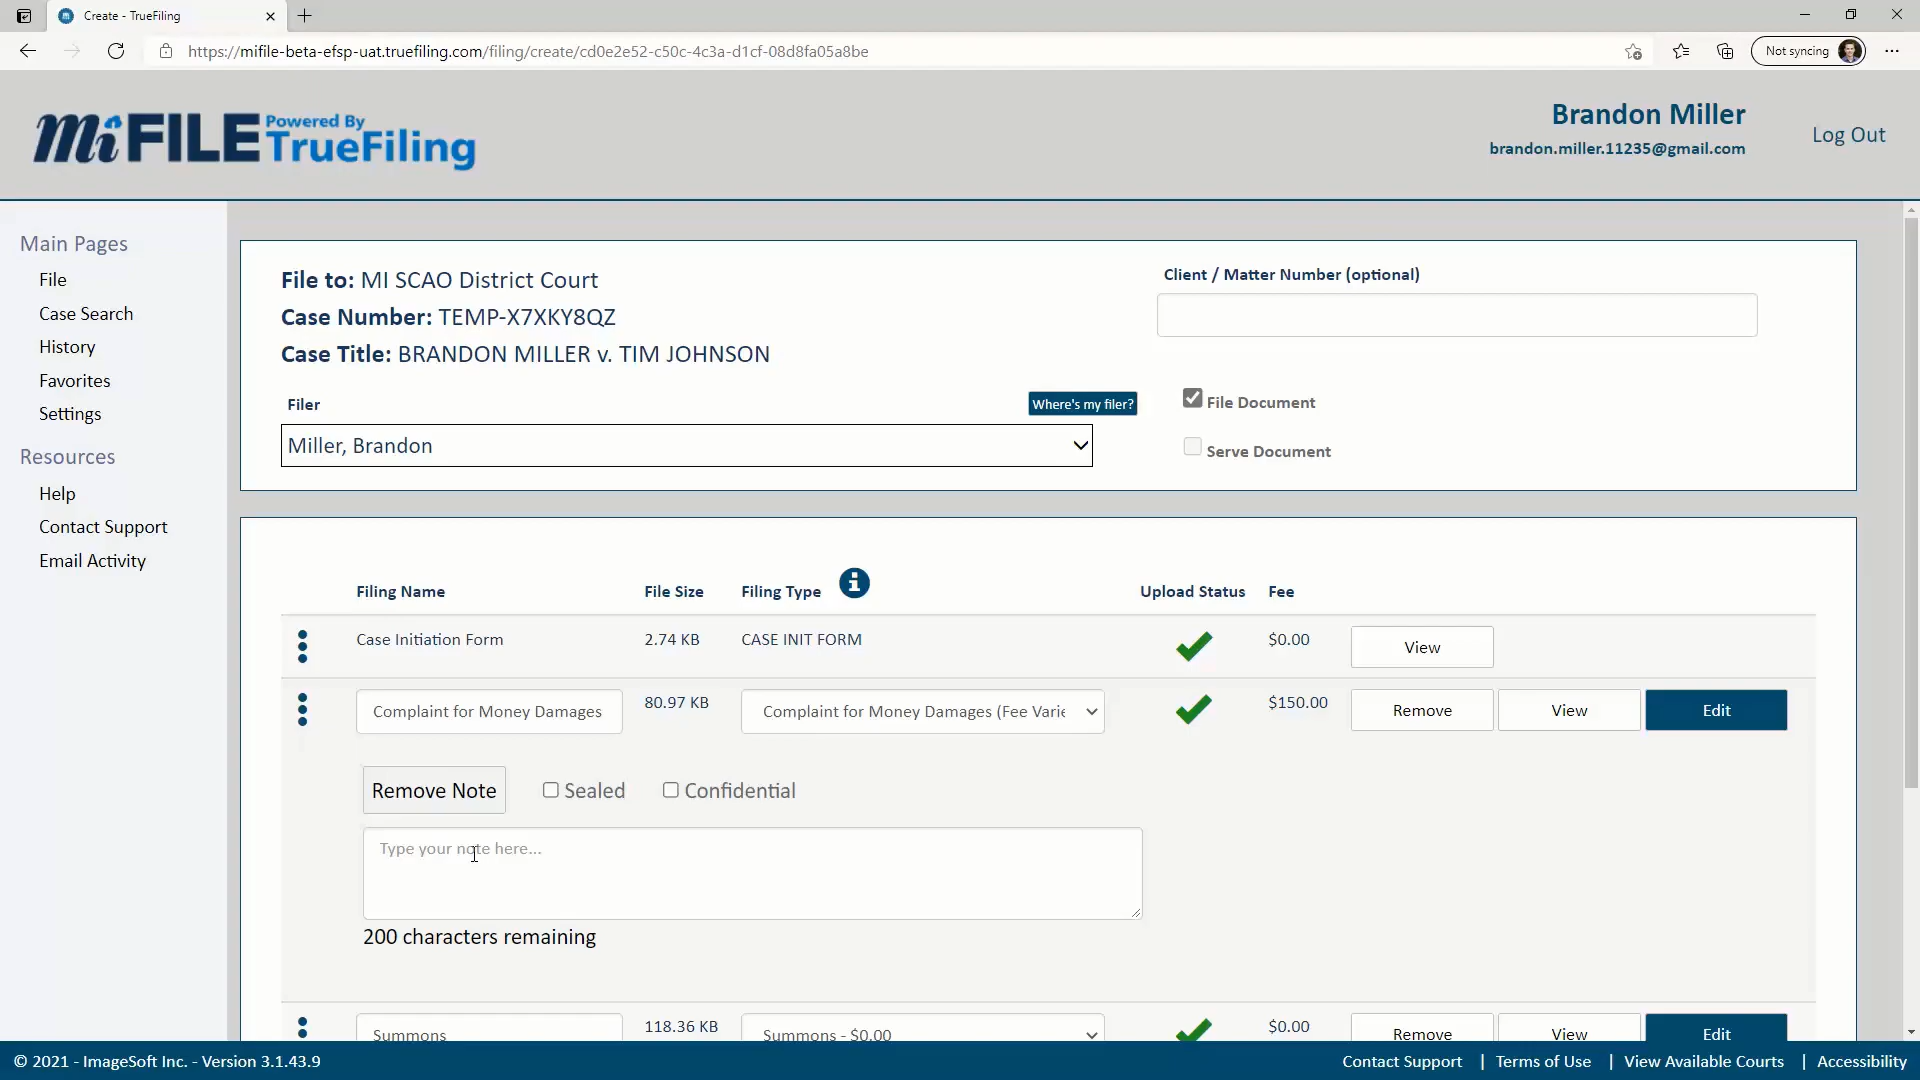 Create - TrueFiling
https://mifile-beta-efsp-uat.truefiling.com/filing/create/cd0e2e52-c50c-4c3a-d1cf-08d8fa05a8be
Not syncing
MiFILE Powered By TrueFiling
Brandon Miller
brandon.miller.11235@gmail.com
Log Out
Main Pages
File
Case Search
History
Favorites
Settings
Resources
Help
Contact Support
Email Activity
File to: MI SCAO District Court
Case Number: TEMP-X7XKY8QZ
Case Title: BRANDON MILLER v. TIM JOHNSON
Client / Matter Number (optional)
Filer
Where's my filer?
Miller, Brandon
File Document
Serve Document
Filing Name File Size Filing Type Upload Status Fee
Case Initiation Form 2.74 KB CASE INIT FORM $0.00 View
Complaint for Money Damages 80.97 KB Complaint for Money Damages (Fee Varie $150.00 Remove View Edit
Remove Note Sealed Confidential
Type your note here...
200 characters remaining
Summons 118.36 KB Summons - $0.00 $0.00 Remove View Edit
© 2021 - ImageSoft Inc. - Version 3.1.43.9
Contact Support | Terms of Use | View Available Courts | Accessibility